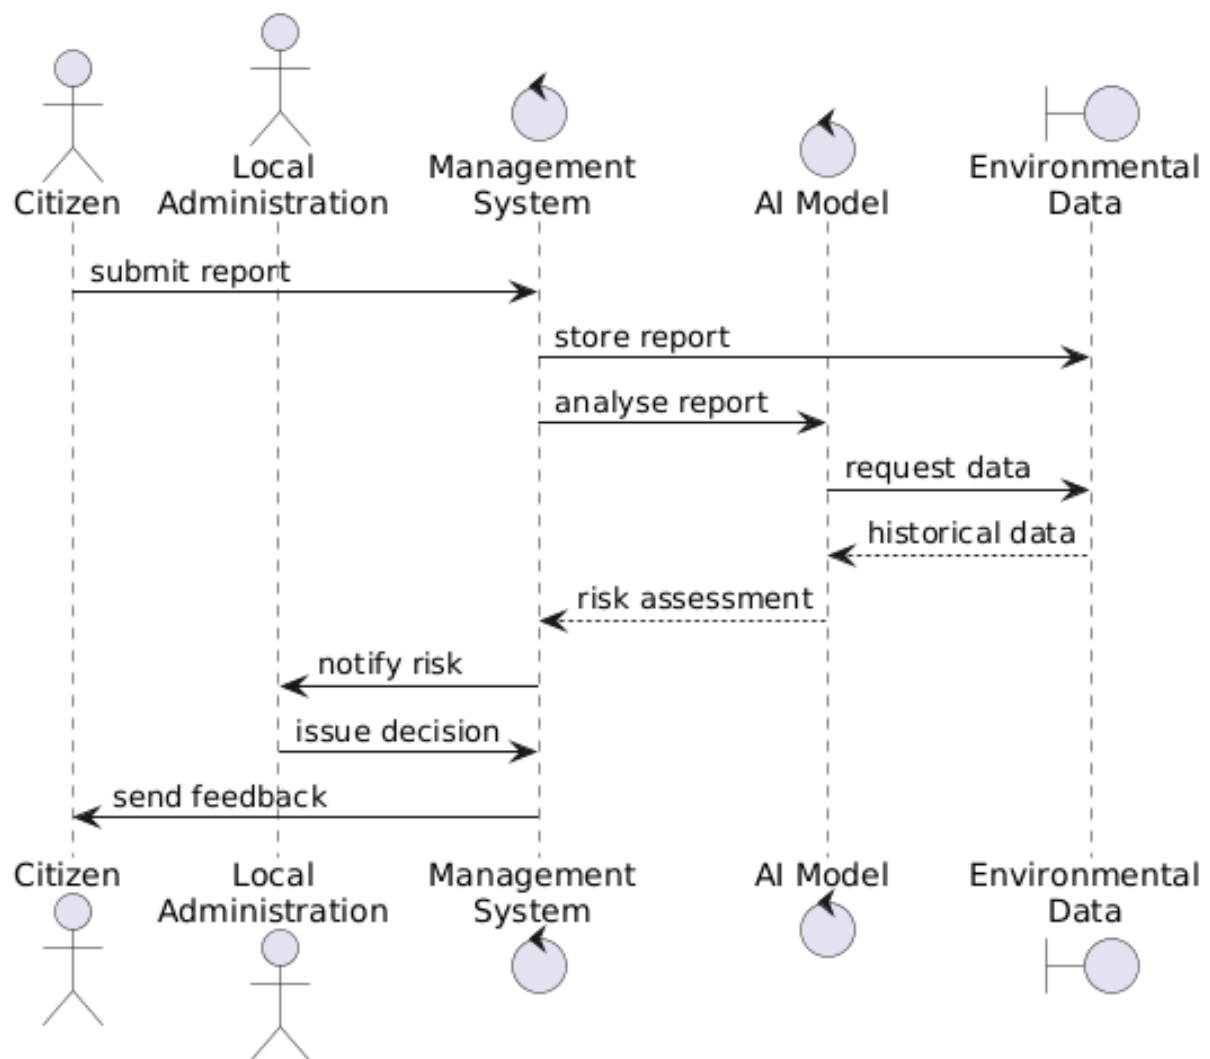 Citizen
Local
Administration
Management
System
AI Model
Environmental
Data
submit report
store report
analyse report
request data
historical data
risk assessment
notify risk
issue decision
send feedback
Citizen
Local
Administration
Management
System
AI Model
Environmental
Data